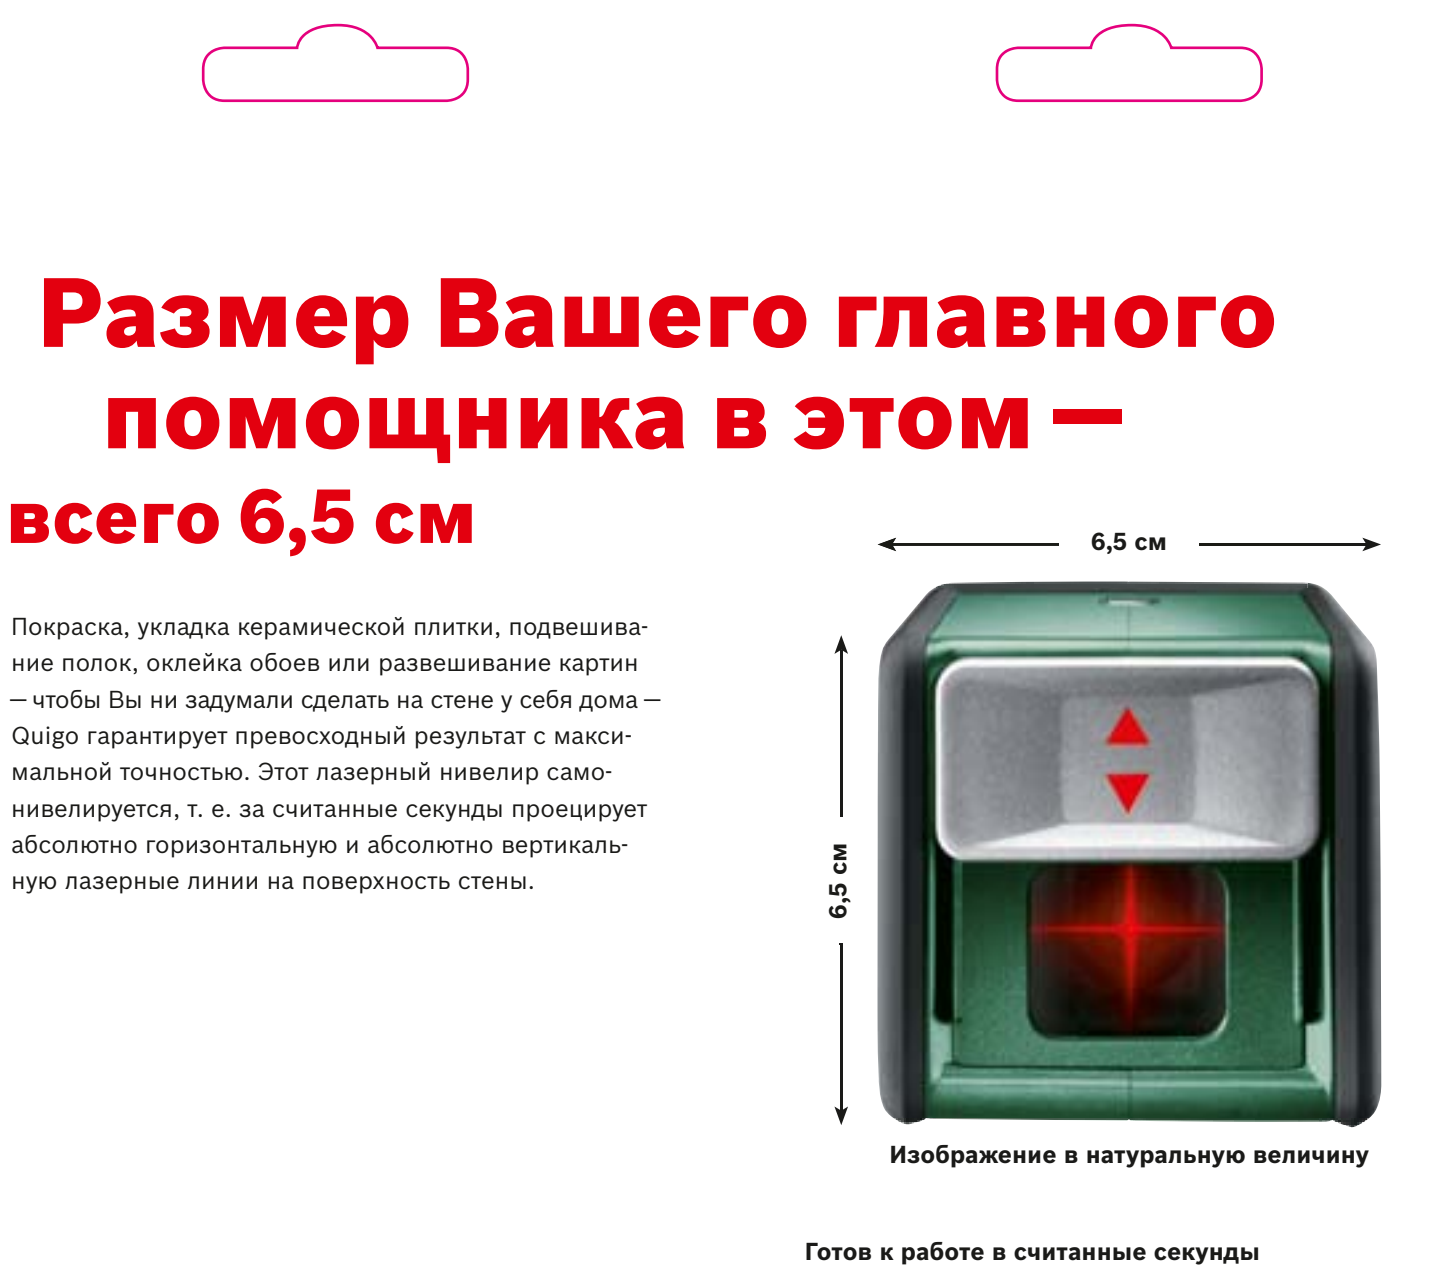 Размер Вашего главного
помощника в этом —
всего 6,5 см
Покраска, укладка керамической плитки, подвешива-
ние полок, оклейка обоев или развешивание картин
— чтобы Вы ни задумали сделать на стене у себя дома —
Quigo гарантирует превосходный результат с макси-
мальной точностью. Этот лазерный нивелир само-
нивелируется, т. е. за считанные секунды проецирует
абсолютно горизонтальную и абсолютно вертикаль-
ную лазерные линии на поверхность стены.
6,5 см
6,5 см
Изображение в натуральную величину
Готов к работе в считанные секунды